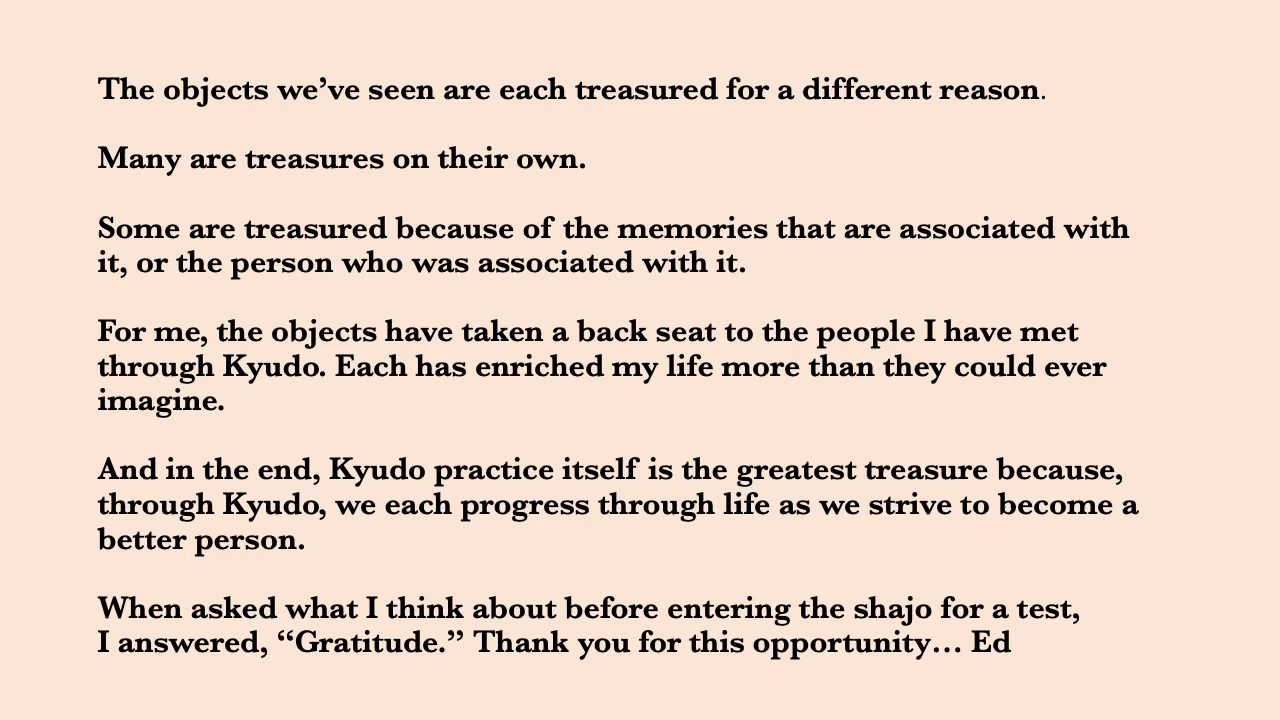 The objects we’ve seen are each treasured for a different reason.
Many are treasures on their own.
Some are treasured because of the memories that are associated with
it, or the person who was associated with it.
For me, the objects have taken a back seat to the people I have met
through Kyudo. Each has enriched my life more than they could ever
imagine.
And in the end, Kyudo practice itself is the greatest treasure because,
through Kyudo, we each progress through life as we strive to become a
better person.
When asked what I think about before entering the shajo for a test,
I answered, “Gratitude.” Thank you for this opportunity… Ed